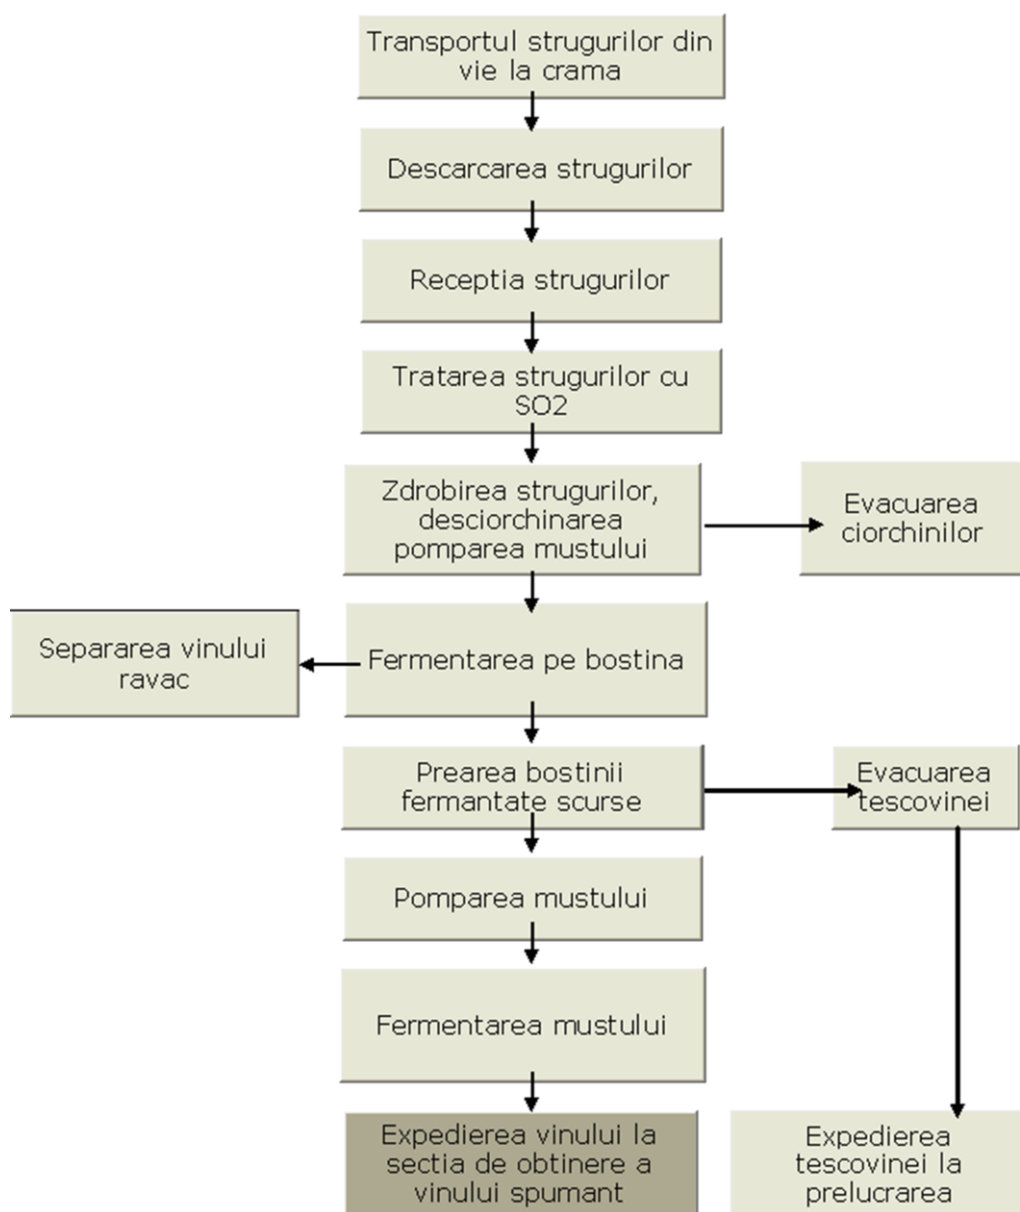 Transportul strugurilor din
vie la crama
Descarcarea strugurilor
Receptia strugurilor
Tratarea strugurilor cu
SO2
Zdrobirea strugurilor,
desciorchinarea
pomparea mustului
Evacuarea
ciorchinilor
Separarea vinului
ravac
Fermentarea pe bostina
Prearea bostinii
fermantate scurse
Evacuarea
tescovinei
Pomparea mustului
Fermentarea mustului
Expedierea vinului la
sectia de obtinere a
vinului spumant
Expedierea
tescovinei la
prelucrarea